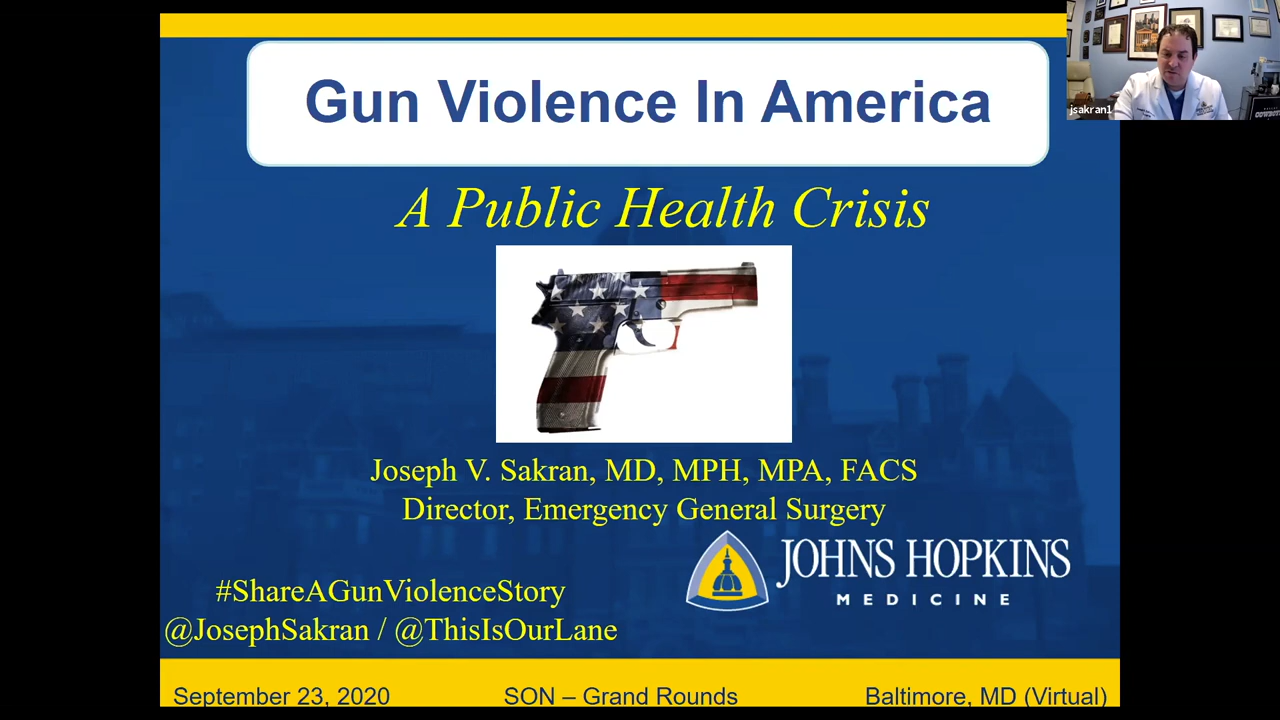 Gun Violence In America
jsakran1
A Public Health Crisis
Joseph V. Sakran, MD, MPH, MPA, FACS
Director, Emergency General Surgery
JOHNS HOPKINS
MEDICINE
#ShareAGunViolenceStory
@JosephSakran / @ThisIsOurLane
September 23, 2020
SON – Grand Rounds
Baltimore, MD (Virtual)